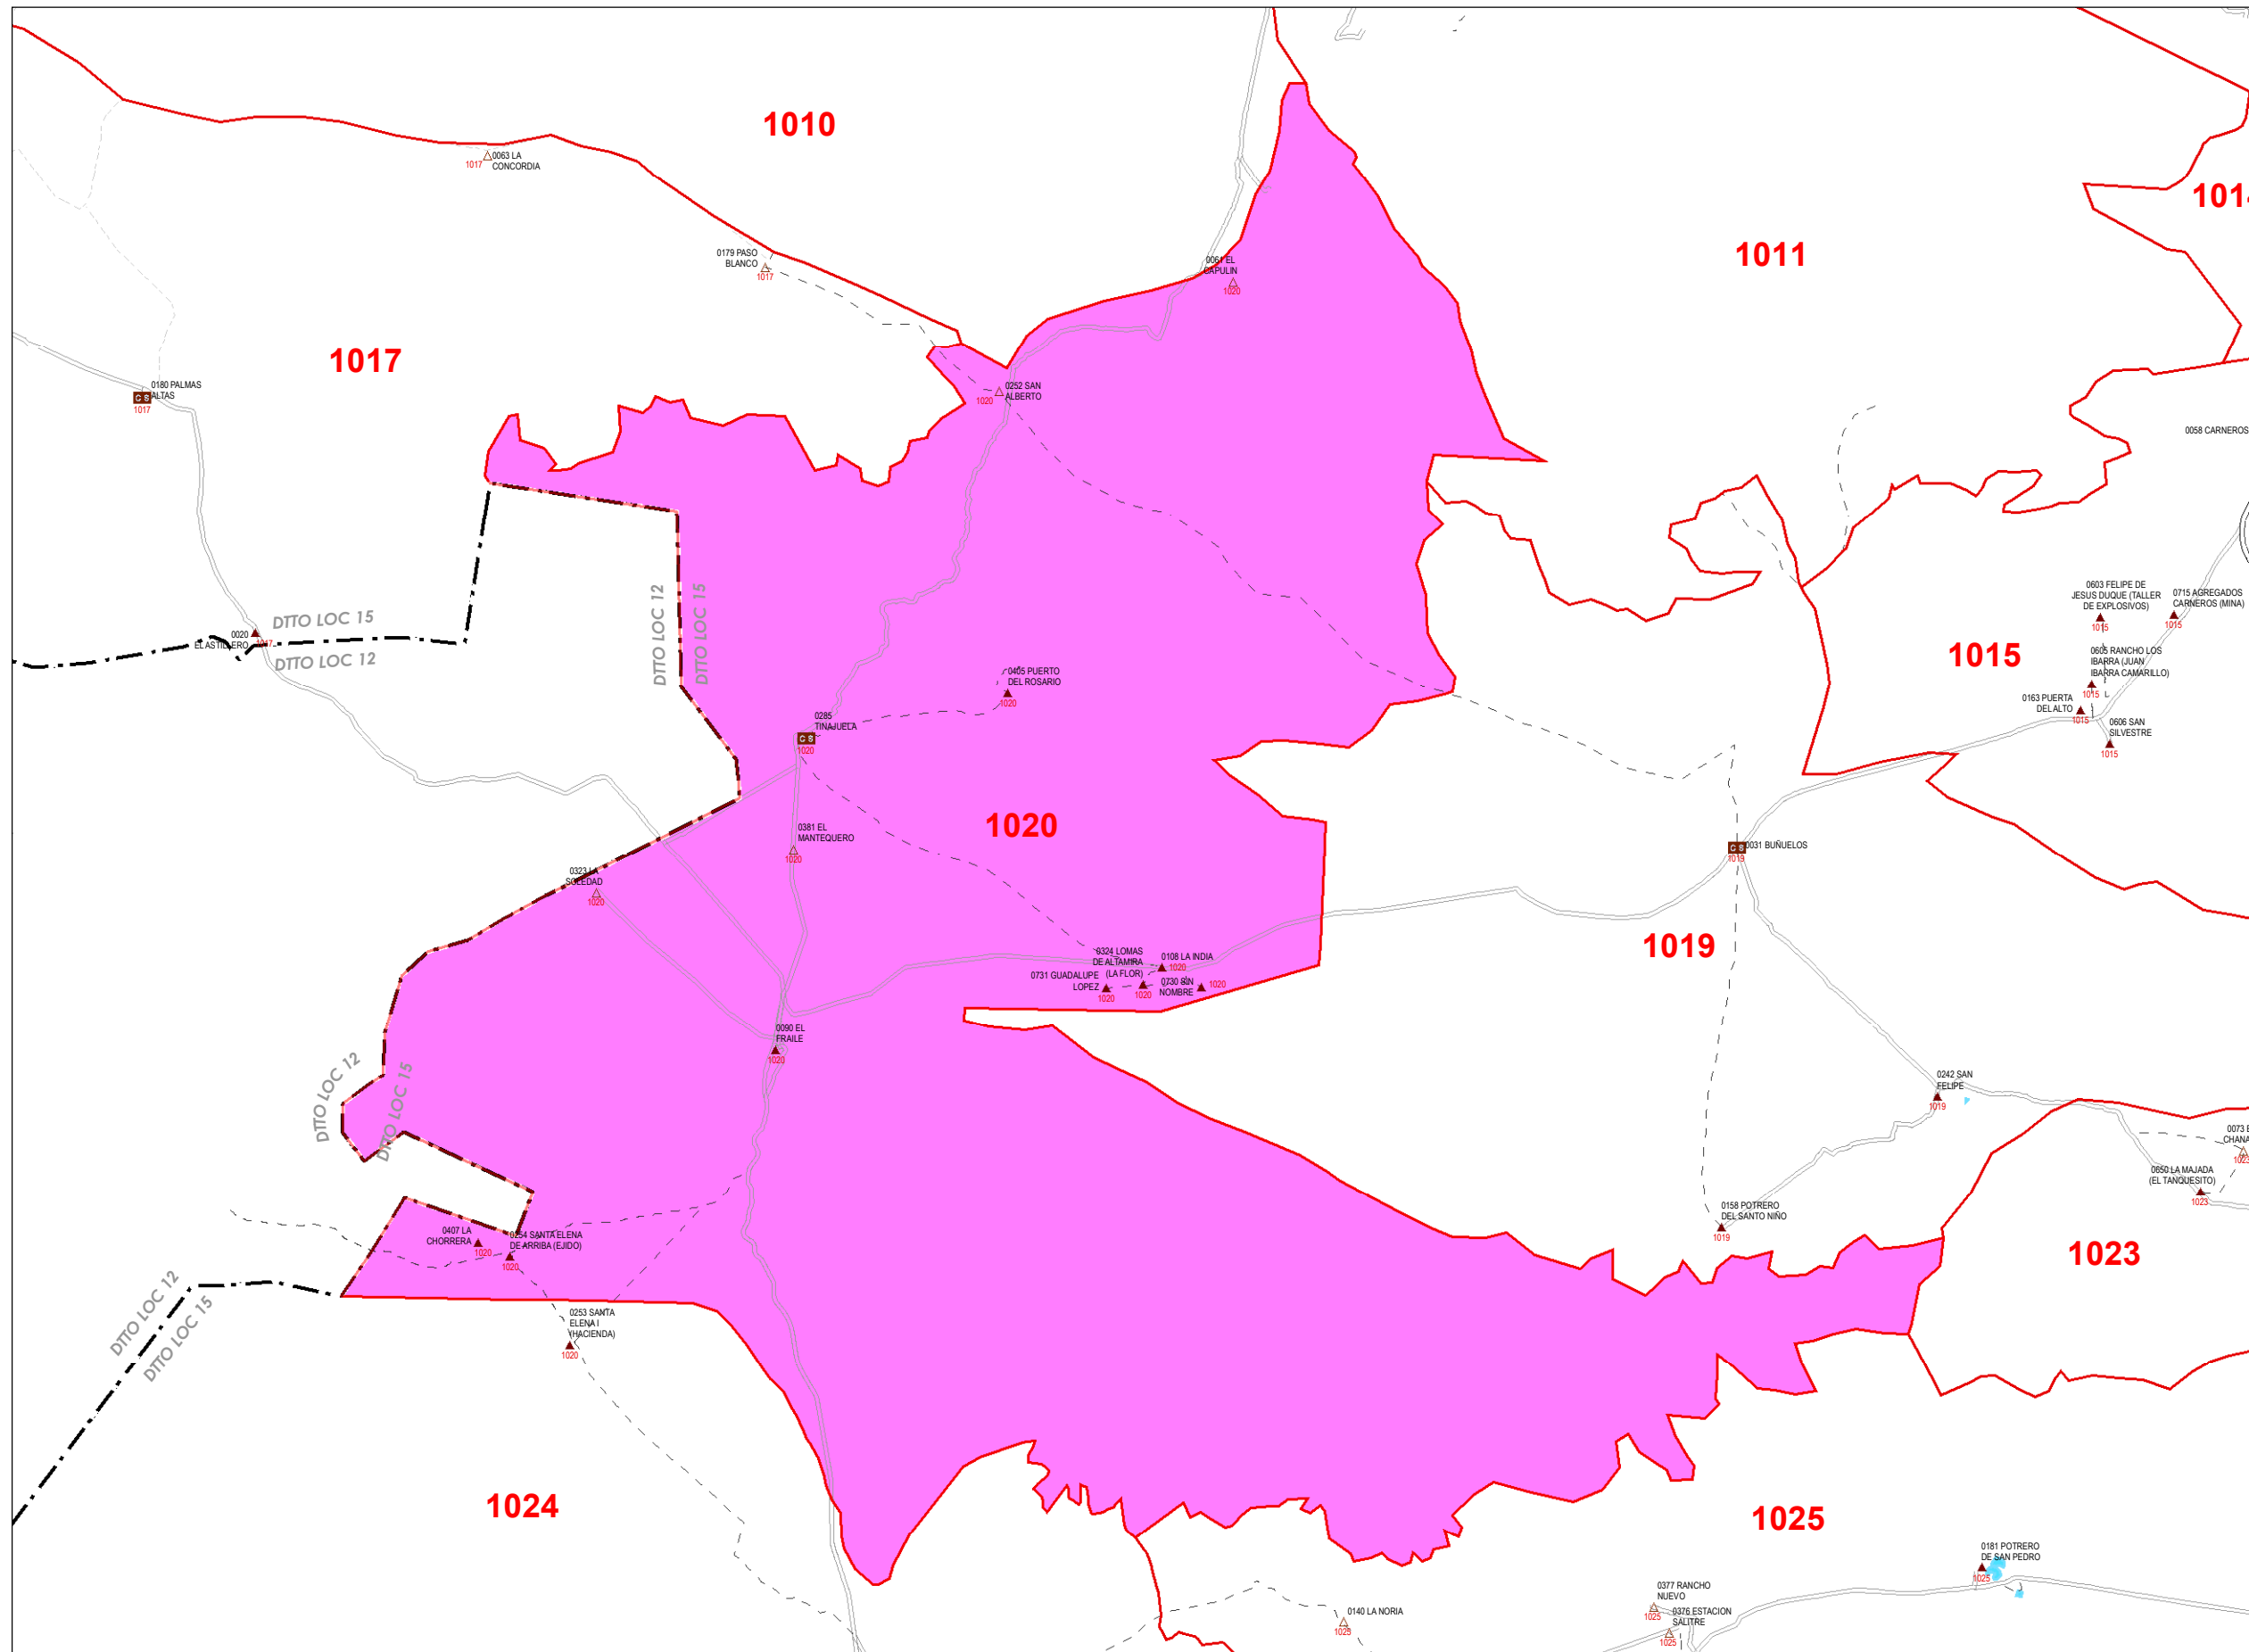 1010
0063 LA
CONCORDIA
1017
1014
0179 PASO
BLANCO
1017
1011
0061 EL
CAPULIN
1020
1017
0180 PALMAS
ALTAS
C S
1017
0252 SAN
ALBERTO
1020
0058 CARNEROS
0020
EL ASTILLERO
1017
DTTO LOC 15
DTTO LOC 12
DTTO LOC 12
DTTO LOC 15
0603 FELIPE DE
JESUS DUQUE (TALLER
DE EXPLOSIVOS)
1015
0715 AGREGADOS
CARNEROS (MINA)
1015
1015
0605 RANCHO LOS
IBARRA (JUAN
IBARRA CAMARILLO)
1015
0163 PUERTA
DEL ALTO
1015
0606 SAN
SILVESTRE
1015
0405 PUERTO
DEL ROSARIO
1020
0285
TINAJUELA
C S
1020
0381 EL
MANTEQUERO
1020
1020
0031 BUÑUELOS
C S
1019
0323 LA
SOLEDAD
1020
1019
0324 LOMAS
DE ALTAMIRA
(LA FLOR)
1020
0108 LA INDIA
1020
0731 GUADALUPE
LOPEZ
1020
0730 SIN
NOMBRE
1020
0090 EL
FRAILE
1020
DTTO LOC 12
DTTO LOC 15
0242 SAN
FELIPE
1019
0073 E
CHANA
1023
0650 LA MAJADA
(EL TANQUESITO)
1023
0158 POTRERO
DEL SANTO NIÑO
1019
1023
0407 LA
CHORRERA
1020
0254 SANTA ELENA
DE ARRIBA (EJIDO)
1020
DTTO LOC 12
DTTO LOC 15
0253 SANTA
ELENA I
(HACIENDA)
1020
1024
1025
0181 POTRERO
DE SAN PEDRO
1025
0377 RANCHO
NUEVO
1025
0376 ESTACION
SALITRE
1025
0140 LA NORIA
1025